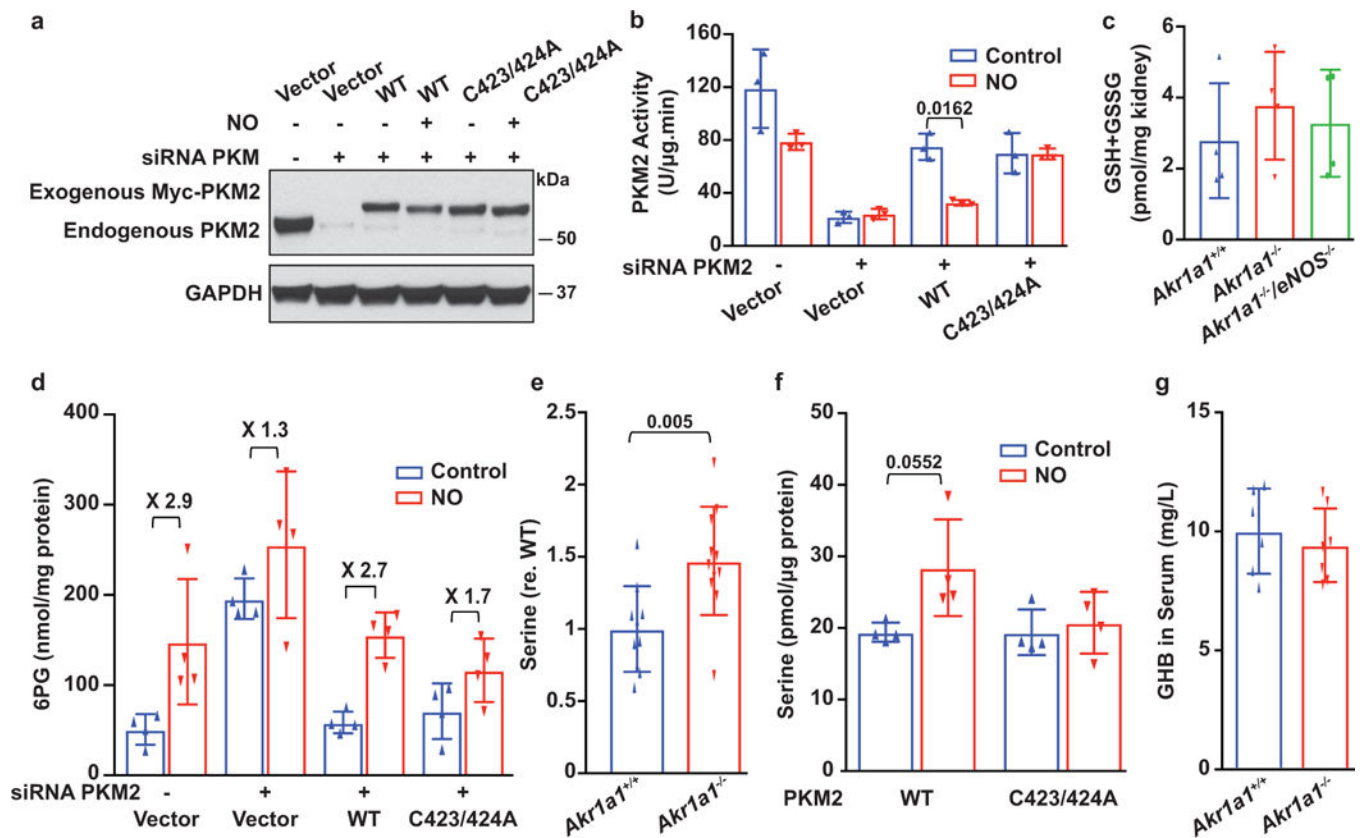 a
Vector
Vector
WT
WT
C423/424A
C423/424A
NO - - - + - +
siRNA PKM - + + + + +
kDa
Exogenous Myc-PKM2
Endogenous PKM2
50
GAPDH
37
b
PKM2 Activity
(U/µg.min)
160
120
80
40
0
Control
NO
0.0162
siRNA PKM2 - + + +
Vector
Vector
WT
C423/424A
c
GSH+GSSG
(pmol/mg kidney)
6
4
2
0
Akr1a1+/+
Akr1a1-/-
Akr1a1-/-/eNOS-/-
d
6PG (nmol/mg protein)
400
300
200
100
0
X 2.9
X 1.3
X 2.7
X 1.7
Control
NO
siRNA PKM2 - + + +
Vector Vector WT C423/424A
e
Serine (re. WT)
2.5
2
1.5
1
0.5
0
0.005
Akr1a1+/+
Akr1a1-/-
f
Serine (pmol/µg protein)
50
40
30
20
10
0
0.0552
Control
NO
PKM2 WT C423/424A
g
GHB in Serum (mg/L)
15
10
5
0
Akr1a1+/+
Akr1a1-/-